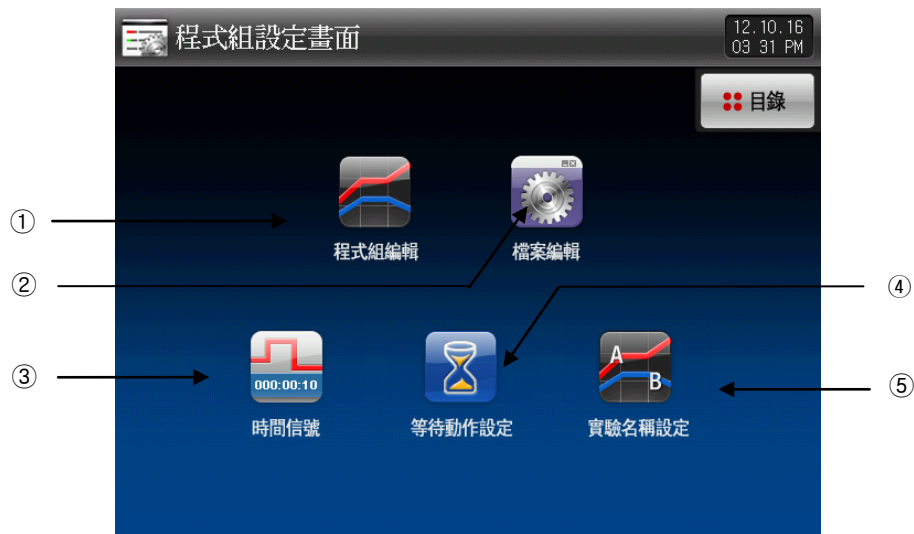 程式組設定畫面
12.10.16
03 31 PM
目錄
①
程式組編輯
檔案編輯
②
④
③
000:00:10
A
B
⑤
時間信號
等待動作設定
實驗名稱設定